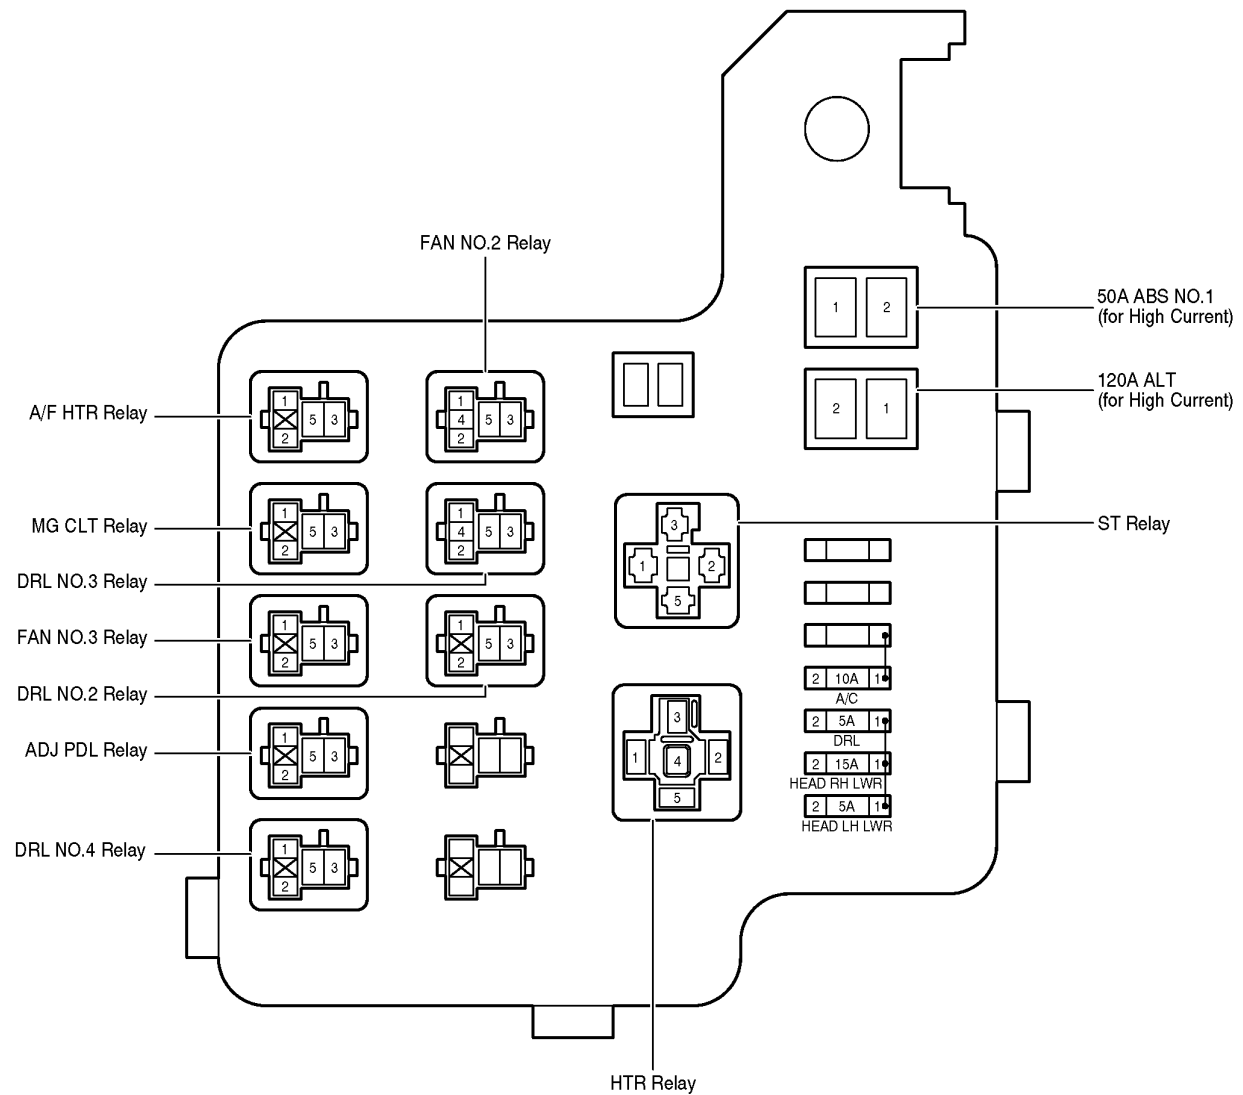 FAN NO.2 Relay
50A ABS NO.1
(for High Current)
1 2
120A ALT
(for High Current)
2 1
A/F HTR Relay
1
5 3
2
1
4 5 3
2
MG CLT Relay
1
5 3
2
1
4 5 3
2
ST Relay
3
1 2
5
DRL NO.3 Relay
FAN NO.3 Relay
1
5 3
2
1
5 3
2
DRL NO.2 Relay
2 10A 1
A/C
2 5A 1
DRL
2 15A 1
HEAD RH LWR
2 5A 1
HEAD LH LWR
ADJ PDL Relay
1
5 3
2
3
1 4 2
5
DRL NO.4 Relay
1
5 3
2
HTR Relay